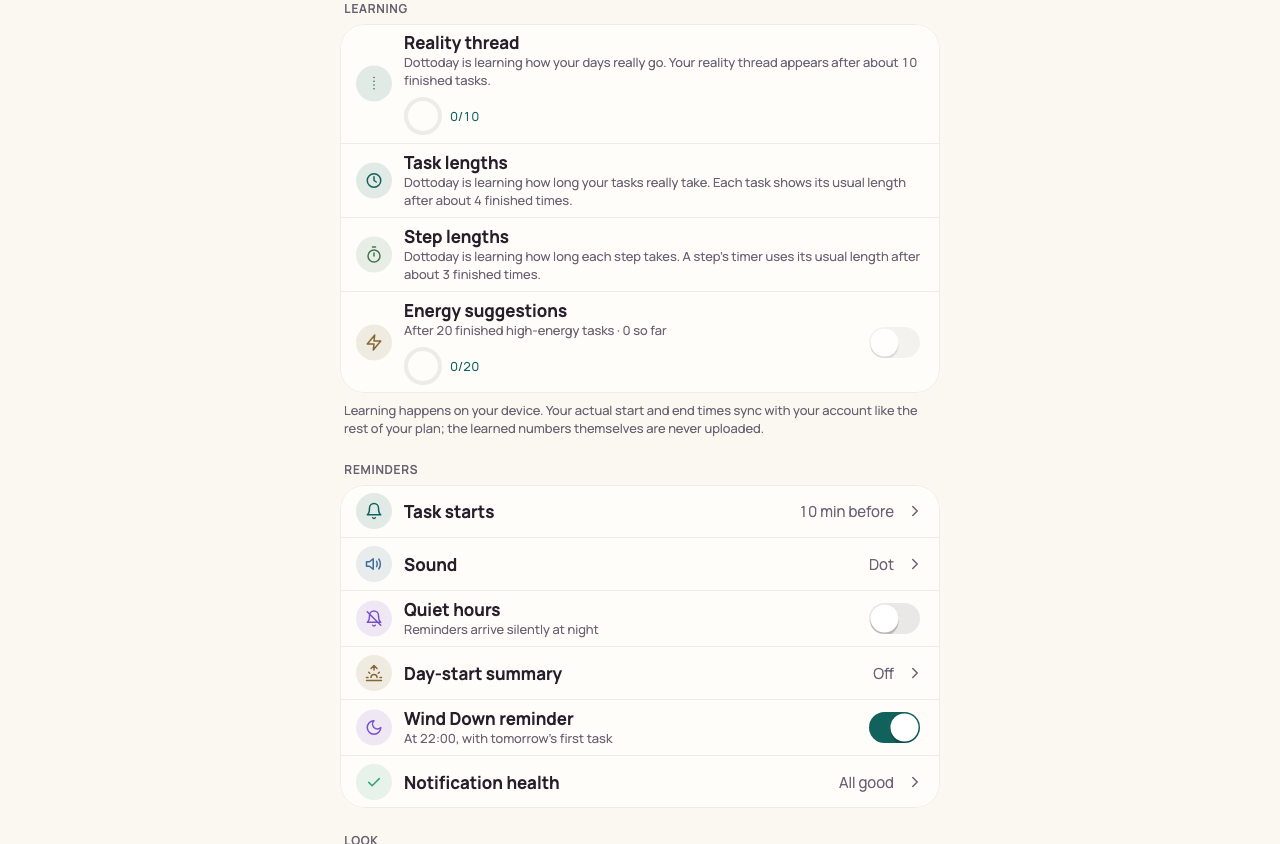 LEARNING
Reality thread
Dottoday is learning how your days really go. Your reality thread appears after about 10
finished tasks.
0/10
Task lengths
Dottoday is learning how long your tasks really take. Each task shows its usual length
after about 4 finished times.
Step lengths
Dottoday is learning how long each step takes. A step's timer uses its usual length after
about 3 finished times.
Energy suggestions
After 20 finished high-energy tasks · 0 so far
0/20
Learning happens on your device. Your actual start and end times sync with your account like the
rest of your plan; the learned numbers themselves are never uploaded.
REMINDERS
Task starts
10 min before
Sound
Dot
Quiet hours
Reminders arrive silently at night
Day-start summary
Off
Wind Down reminder
At 22:00, with tomorrow's first task
Notification health
All good
LOOK